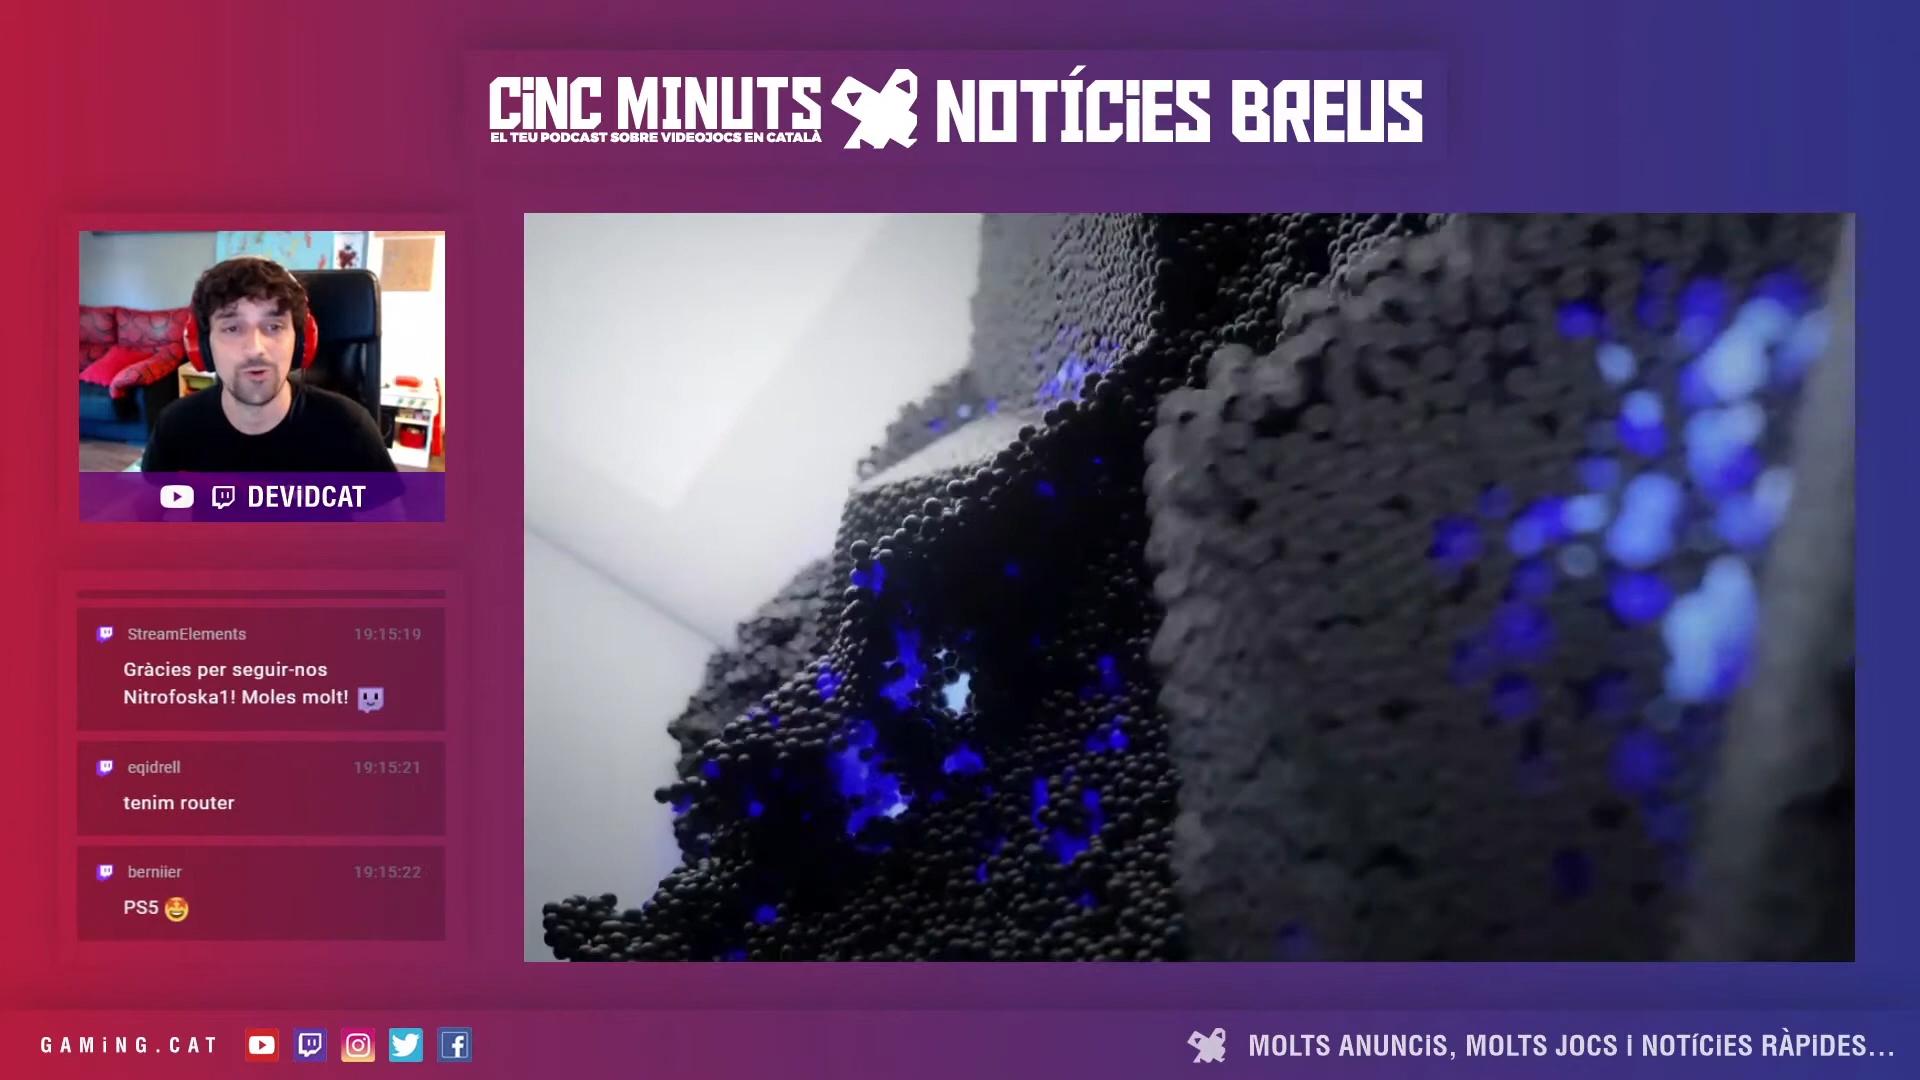 CiNC MINUTS
EL TEU PODCAST SOBRE VIDEOJOCS EN CATALÀ
NOTÍCiES BREUS
DEViDCAT
StreamElements 19:15:19
Gràcies per seguir-nos
Nitrofoska1! Moles molt!
eqidrell 19:15:21
tenim router
berniier 19:15:22
PS5 🤩
GAMiNG.CAT
MOLTS ANUNCiS, MOLTS JOCS i NOTíCiES RÀPiDES...